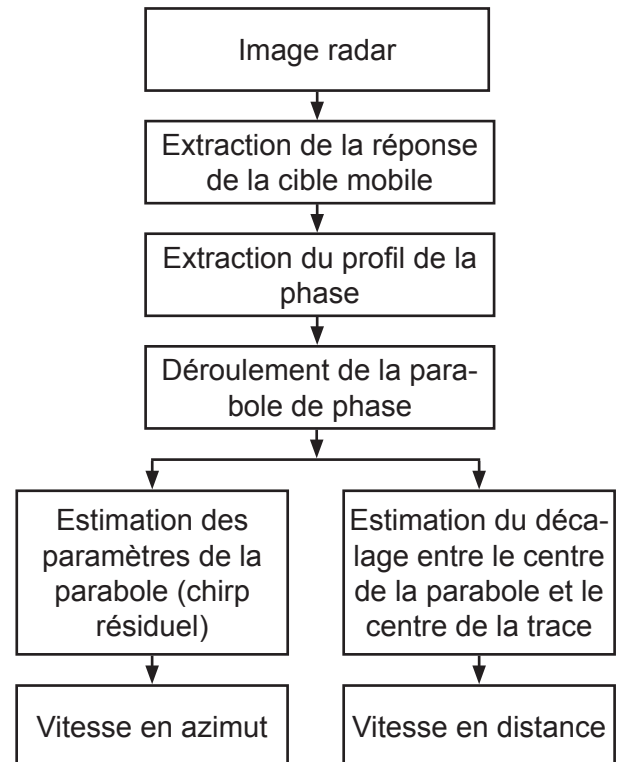 Image radar
Extraction de la réponse
de la cible mobile
Extraction du profil de la
phase
Déroulement de la para-
bole de phase
Estimation des
paramètres de la
parabole (chirp
résiduel)
Estimation du déca-
lage entre le centre
de la parabole et le
centre de la trace
Vitesse en azimut
Vitesse en distance